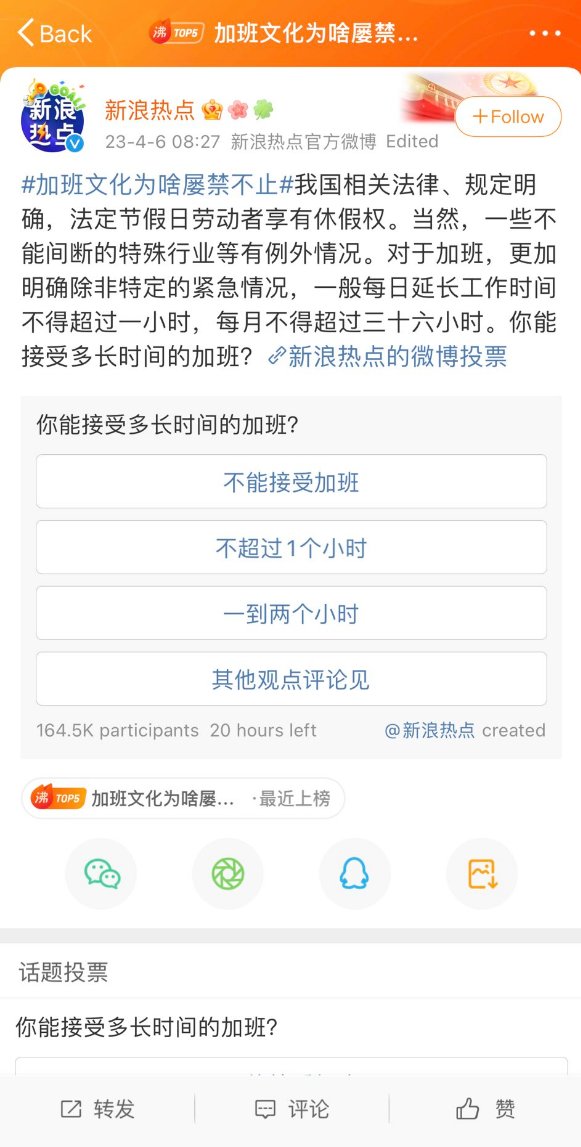 Back
沸 TOP5 加班文化为啥屡禁...
新浪热点
新浪热点
+Follow
23-4-6 08:27 新浪热点官方微博 Edited
#加班文化为啥屡禁不止#我国相关法律、规定明
确，法定节假日劳动者享有休假权。当然，一些不
能间断的特殊行业等有例外情况。对于加班，更加
明确除非特定的紧急情况，一般每日延长工作时间
不得超过一小时，每月不得超过三十六小时。你能
接受多长时间的加班？新浪热点的微博投票
你能接受多长时间的加班?
不能接受加班
不超过1个小时
一到两个小时
其他观点评论见
164.5K participants 20 hours left @新浪热点 created
沸 TOP5 加班文化为啥屡... ·最近上榜
话题投票
你能接受多长时间的加班?
转发 评论 赞